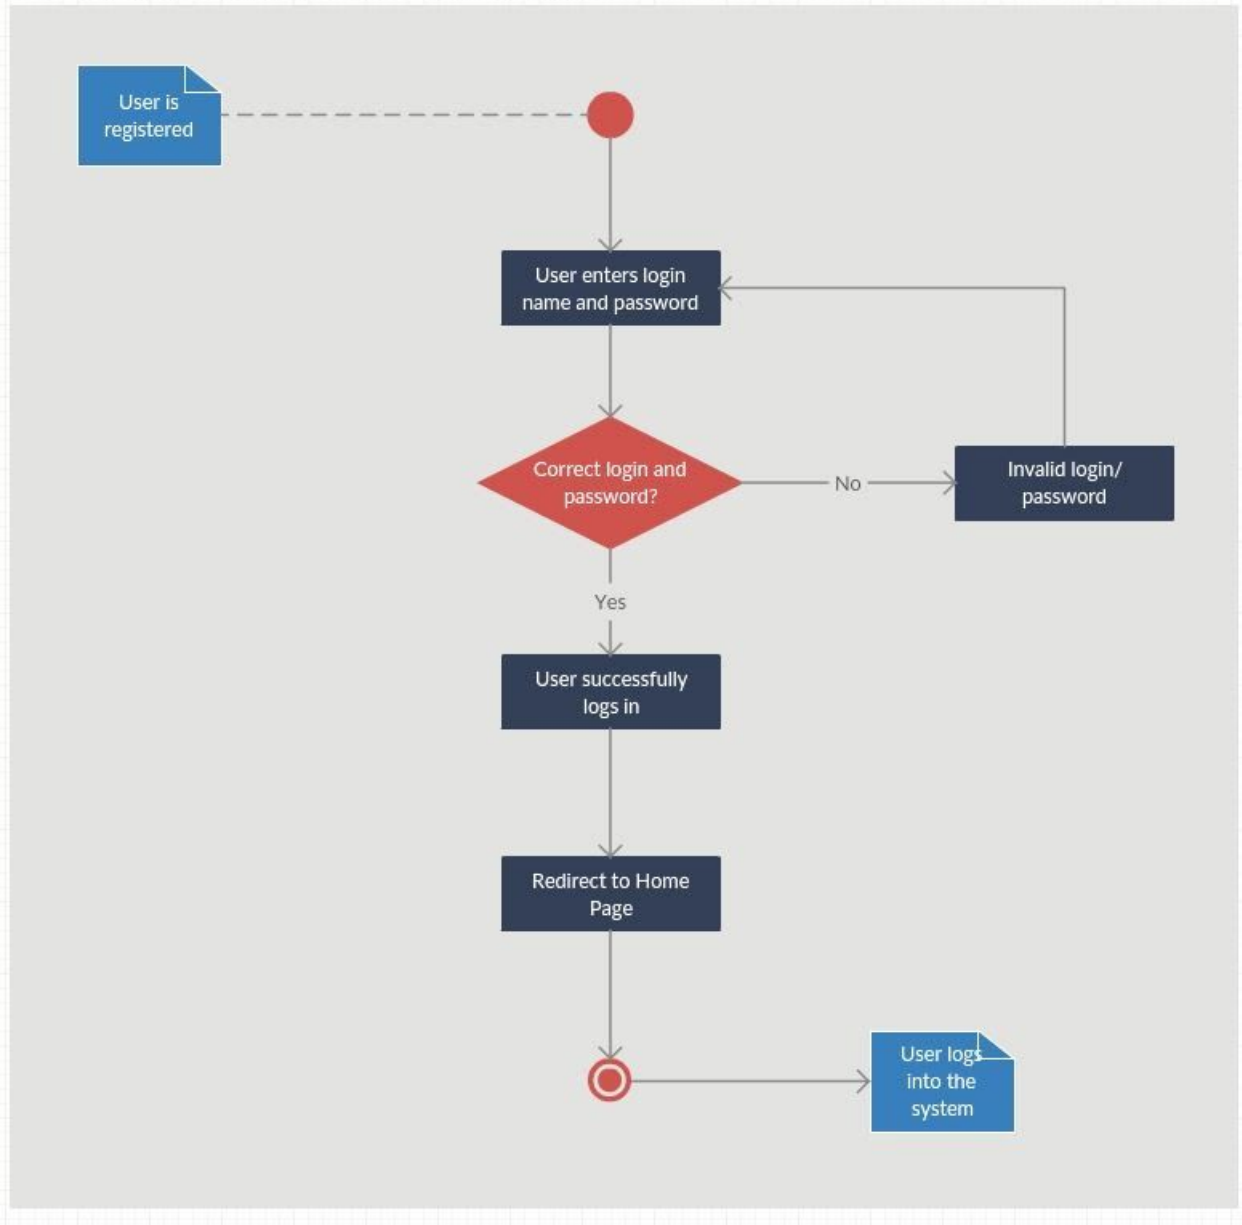 User is
registered
User enters login
name and password
Correct login and
password?
No
Invalid login/
password
Yes
User successfully
logs in
Redirect to Home
Page
User logs
into the
system